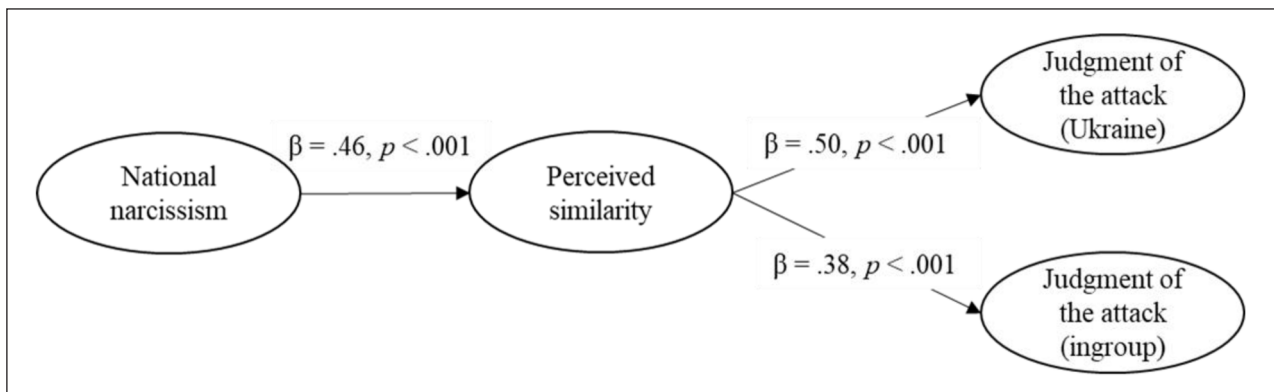 National
narcissism
β = .46, p < .001
Perceived
similarity
β = .50, p < .001
Judgment of
the attack
(Ukraine)
β = .38, p < .001
Judgment of
the attack
(ingroup)